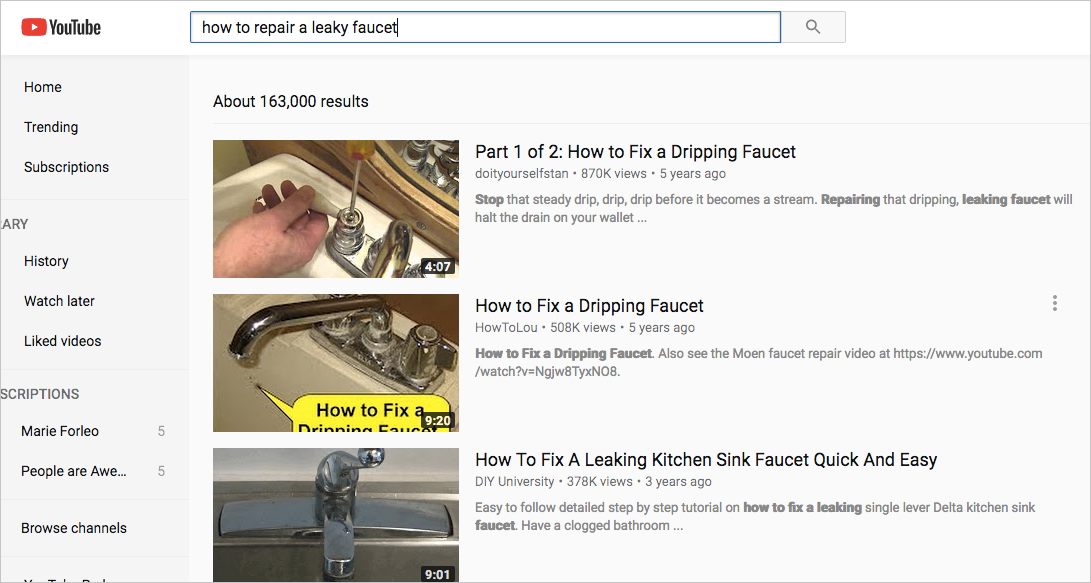 YouTube
how to repair a leaky faucet
Home
Trending
Subscriptions
ARY
History
Watch later
Liked videos
SCRIPTIONS
Marie Forleo 5
People are Awe... 5
Browse channels
About 163,000 results
4:07
Part 1 of 2: How to Fix a Dripping Faucet
doityourselfstan • 870K views • 5 years ago
Stop that steady drip, drip, drip before it becomes a stream. Repairing that dripping, leaking faucet will
halt the drain on your wallet ...
How to Fix a
Dripping Faucet
9:20
How to Fix a Dripping Faucet
HowToLou • 508K views • 5 years ago
How to Fix a Dripping Faucet. Also see the Moen faucet repair video at https://www.youtube.com
/watch?v=Ngjw8TyxNO8.
9:01
How To Fix A Leaking Kitchen Sink Faucet Quick And Easy
DIY University • 378K views • 3 years ago
Easy to follow detailed step by step tutorial on how to fix a leaking single lever Delta kitchen sink
faucet. Have a clogged bathroom ...